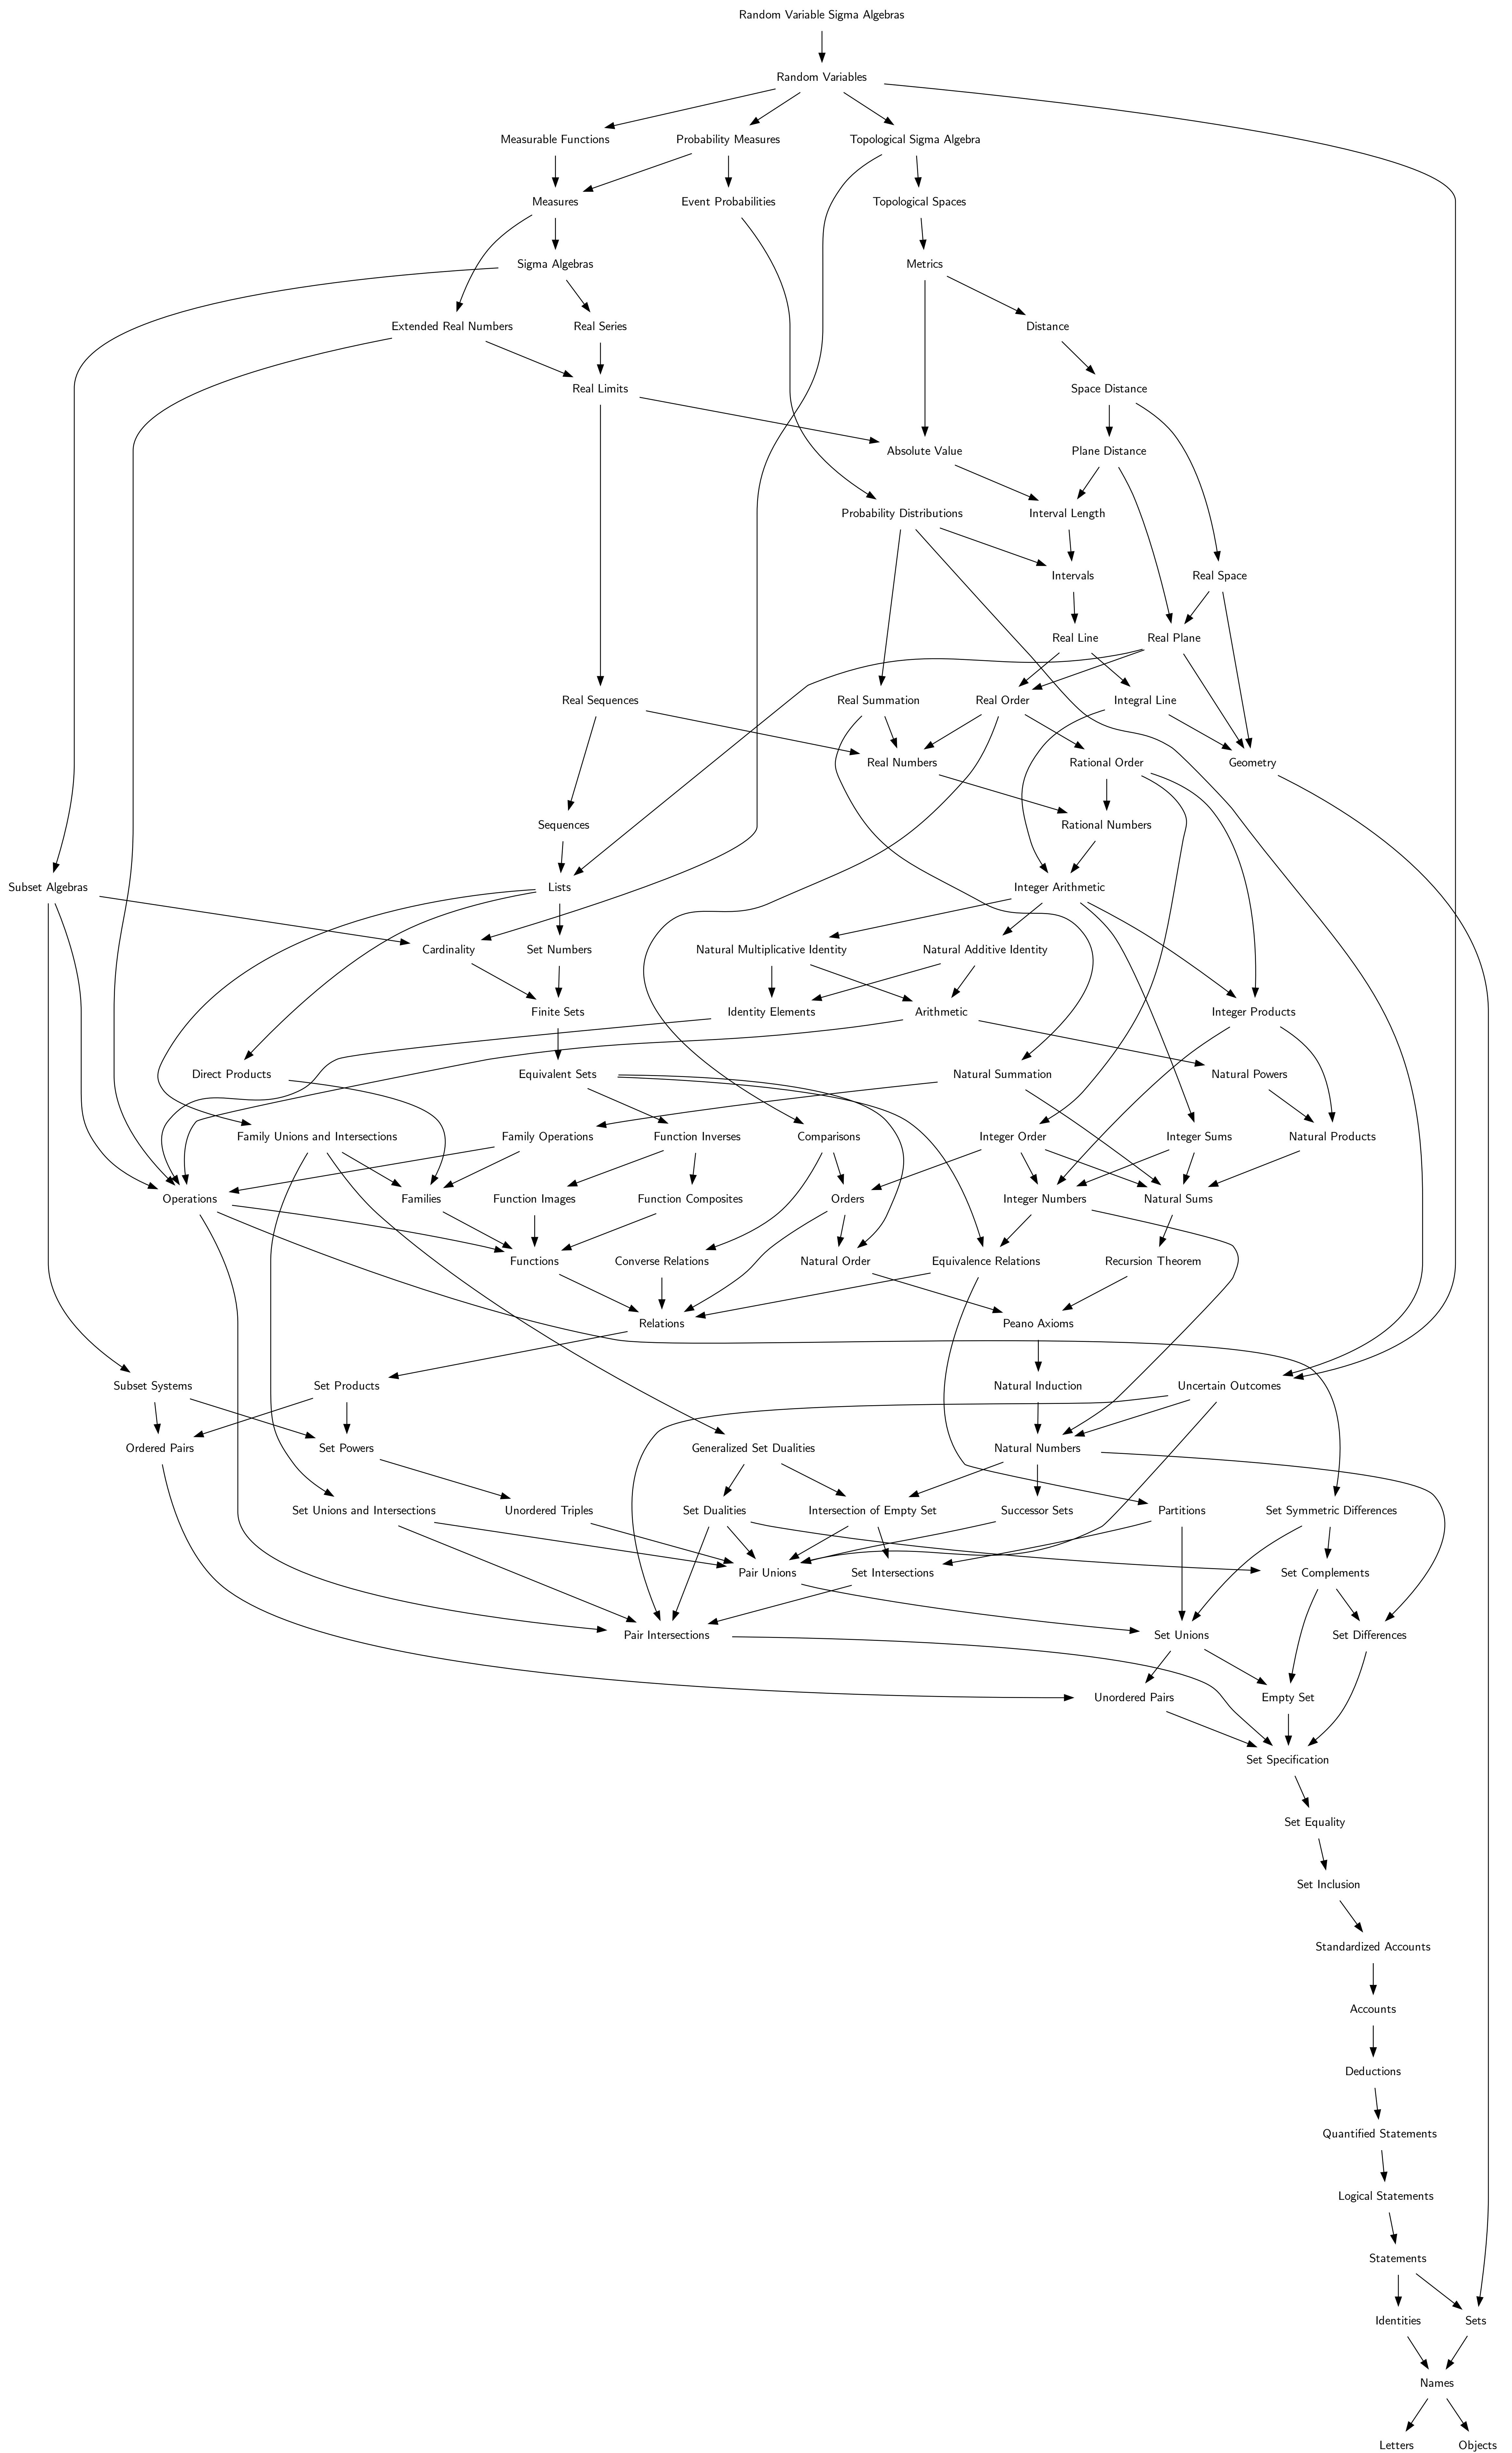 Random Variable Sigma Algebras
Random Variables
Measurable Functions
Probability Measures
Topological Sigma Algebra
Measures
Event Probabilities
Topological Spaces
Sigma Algebras
Metrics
Extended Real Numbers
Real Series
Distance
Real Limits
Space Distance
Absolute Value
Plane Distance
Probability Distributions
Interval Length
Intervals
Real Space
Real Line
Real Plane
Real Sequences
Real Summation
Real Order
Integral Line
Real Numbers
Rational Order
Geometry
Sequences
Rational Numbers
Subset Algebras
Lists
Integer Arithmetic
Cardinality
Set Numbers
Natural Multiplicative Identity
Natural Additive Identity
Finite Sets
Identity Elements
Arithmetic
Integer Products
Direct Products
Equivalent Sets
Natural Summation
Natural Powers
Family Unions and Intersections
Family Operations
Function Inverses
Comparisons
Integer Order
Integer Sums
Natural Products
Operations
Families
Function Images
Function Composites
Orders
Integer Numbers
Natural Sums
Functions
Converse Relations
Natural Order
Equivalence Relations
Recursion Theorem
Relations
Peano Axioms
Subset Systems
Set Products
Natural Induction
Uncertain Outcomes
Ordered Pairs
Set Powers
Generalized Set Dualities
Natural Numbers
Set Unions and Intersections
Unordered Triples
Set Dualities
Intersection of Empty Set
Successor Sets
Partitions
Set Symmetric Differences
Pair Unions
Set Intersections
Set Complements
Pair Intersections
Set Unions
Set Differences
Unordered Pairs
Empty Set
Set Specification
Set Equality
Set Inclusion
Standardized Accounts
Accounts
Deductions
Quantified Statements
Logical Statements
Statements
Identities
Sets
Names
Letters
Objects